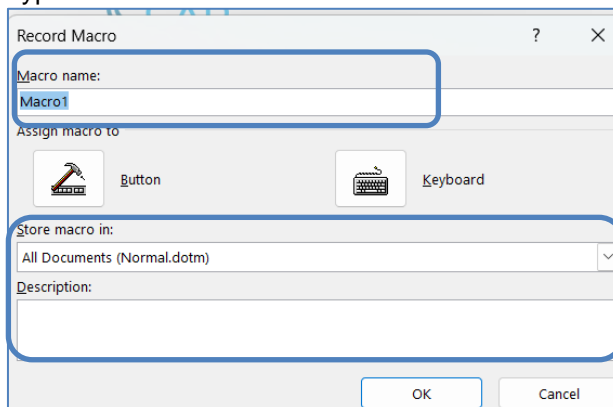 Record Macro ? ×
Macro name:
Macro1
Assign macro to
Button Keyboard
Store macro in:
All Documents (Normal.dotm)
Description:
OK Cancel